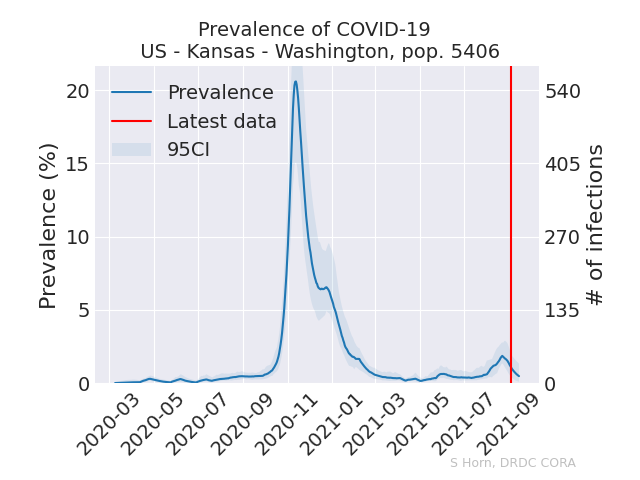 Prevalence of COVID-19
US - Kansas - Washington, pop. 5406
Prevalence (%)
20
15
10
5
0
Prevalence
Latest data
95CI
540
405
270
135
0
# of infections
2020-03
2020-05
2020-07
2020-09
2020-11
2021-01
2021-03
2021-05
2021-07
2021-09
S Horn, DRDC CORA